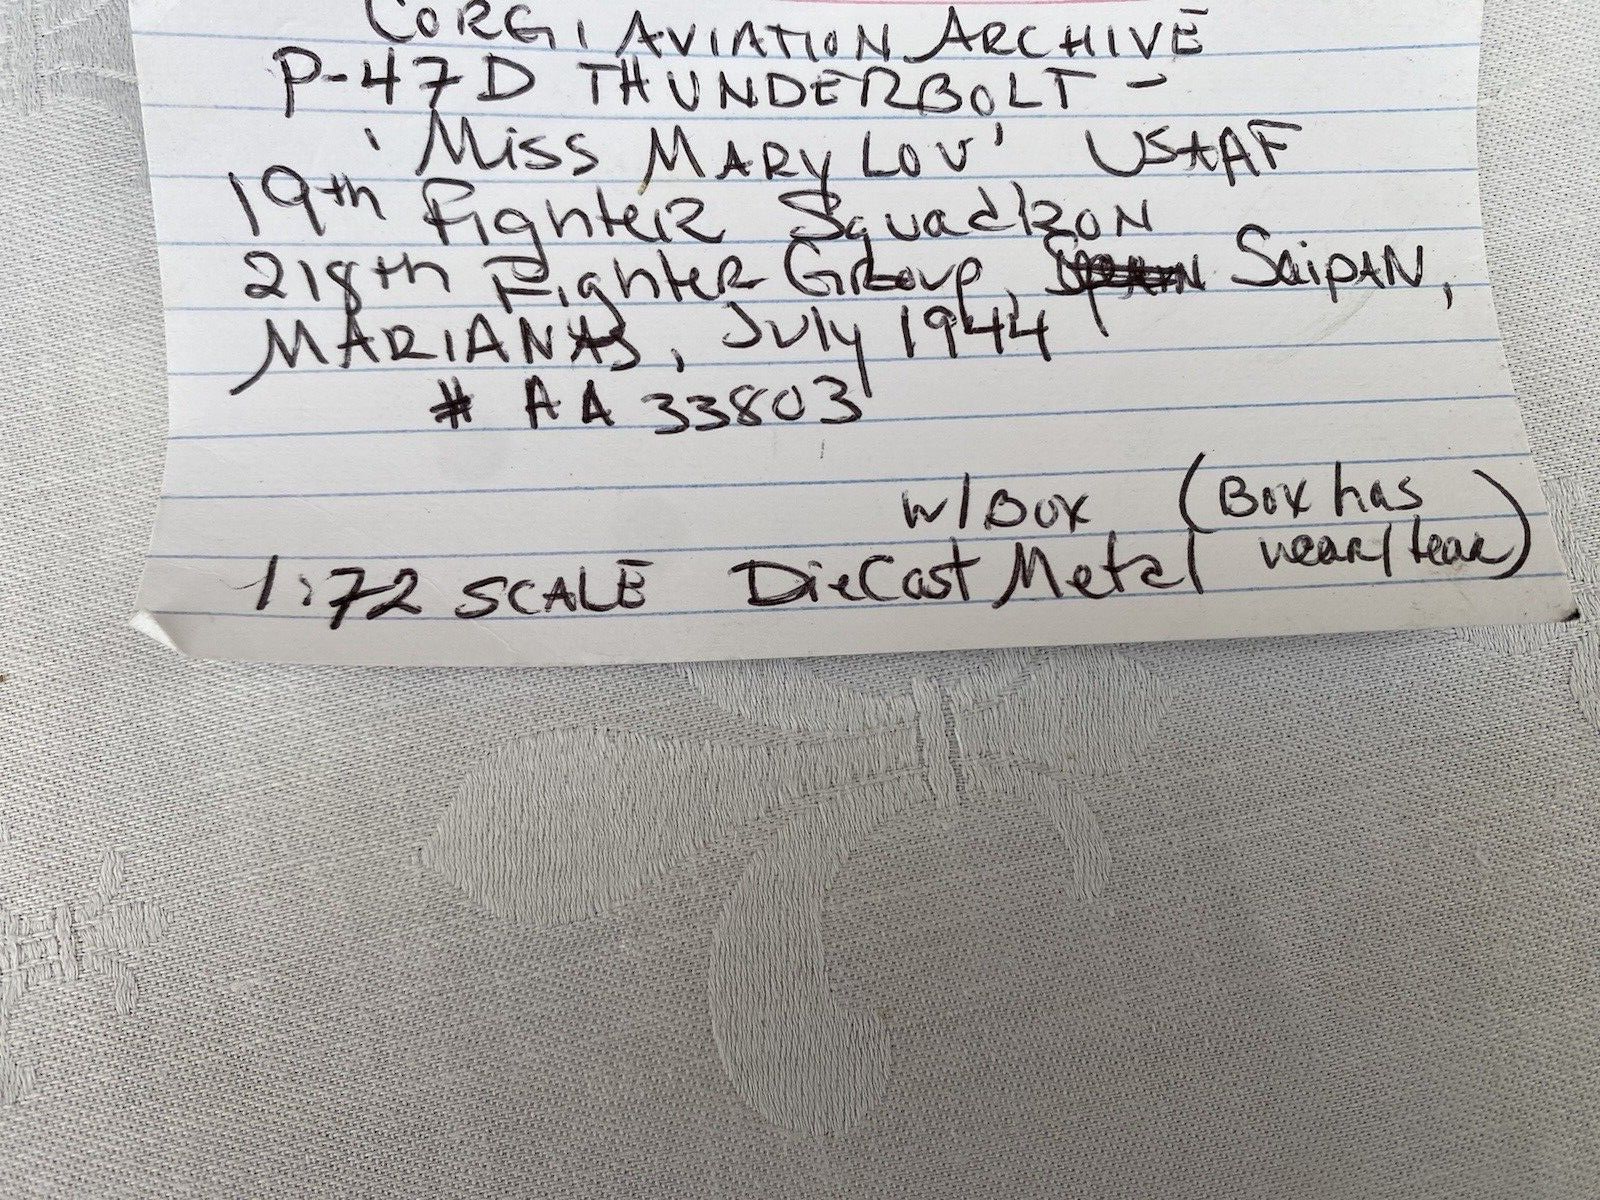 CORGI AVIATION ARCHIVE
P-47D THUNDERBOLT -
'Miss MARY LOU' USAAF
19th FighteR SquadRON
218th FighteR GRoup, SaipAN,
MARIANAS, July 1944
# AA 33803
w/Box (Box has
wear/tear)
1:72 SCALE DieCast Metal